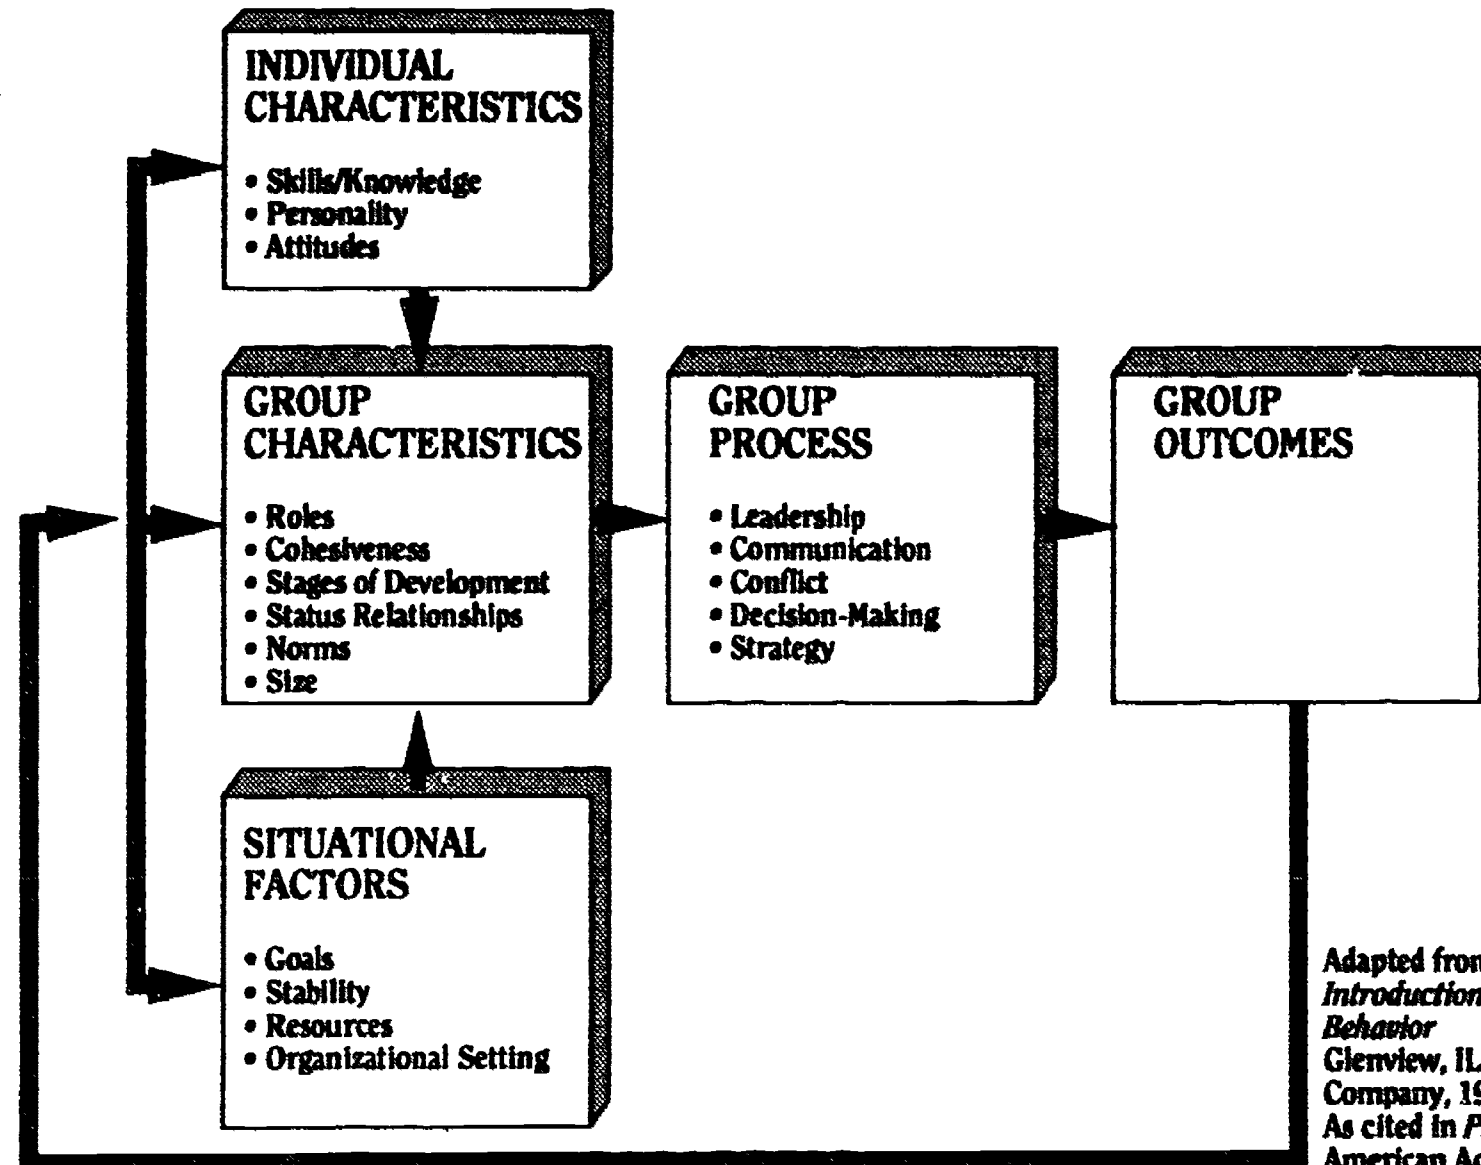 INDIVIDUAL
CHARACTERISTICS
• Skills/Knowledge
• Personality
• Attitudes
GROUP
CHARACTERISTICS
• Roles
• Cohesiveness
• Stages of Development
• Status Relationships
• Norms
• Size
GROUP
PROCESS
• Leadership
• Communication
• Conflict
• Decision-Making
• Strategy
GROUP
OUTCOMES
SITUATIONAL
FACTORS
• Goals
• Stability
• Resources
• Organizational Setting
Adapted
Introduction
Behavior
Glenview, IL
Company,
As cited in
American